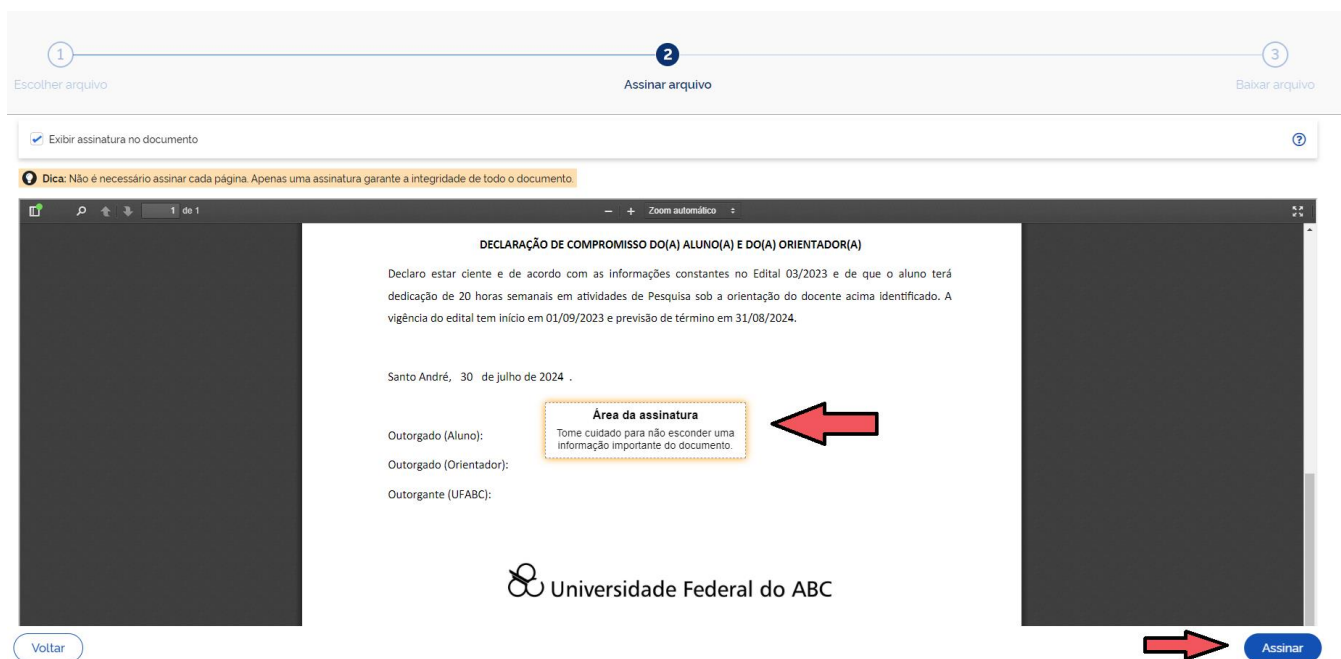 1
2
3
Escolher arquivo
Assinar arquivo
Baixar arquivo
Exibir assinatura no documento
?
Dica: Não é necessário assinar cada página. Apenas uma assinatura garante a integridade de todo o documento.
1 de 1
Zoom automático
DECLARAÇÃO DE COMPROMISSO DO(A) ALUNO(A) E DO(A) ORIENTADOR(A)
Declaro estar ciente e de acordo com as informações constantes no Edital 03/2023 e de que o aluno terá
dedicação de 20 horas semanais em atividades de Pesquisa sob a orientação do docente acima identificado. A
vigência do edital tem início em 01/09/2023 e previsão de término em 31/08/2024.
Santo André, 30 de julho de 2024 .
Área da assinatura
Tome cuidado para não esconder uma
informação importante do documento.
Outorgado (Aluno):
Outorgado (Orientador):
Outorgante (UFABC):
Universidade Federal do ABC
Voltar
Assinar